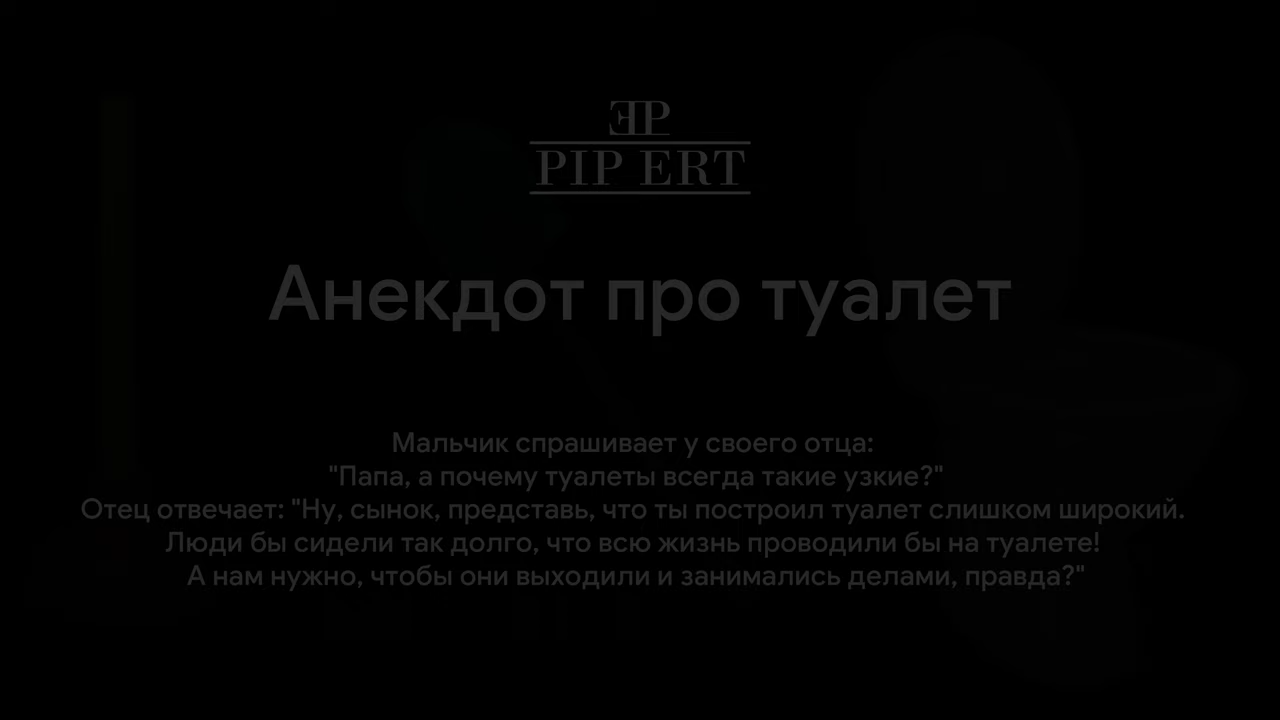 ƎP
PIP ERT
Анекдот про туалет
Мальчик спрашивает у своего отца:
"Папа, а почему туалеты всегда такие узкие?"
Отец отвечает: "Ну, сынок, представь, что ты построил туалет слишком широкий.
Люди бы сидели так долго, что всю жизнь проводили бы на туалете!
А нам нужно, чтобы они выходили и занимались делами, правда?"